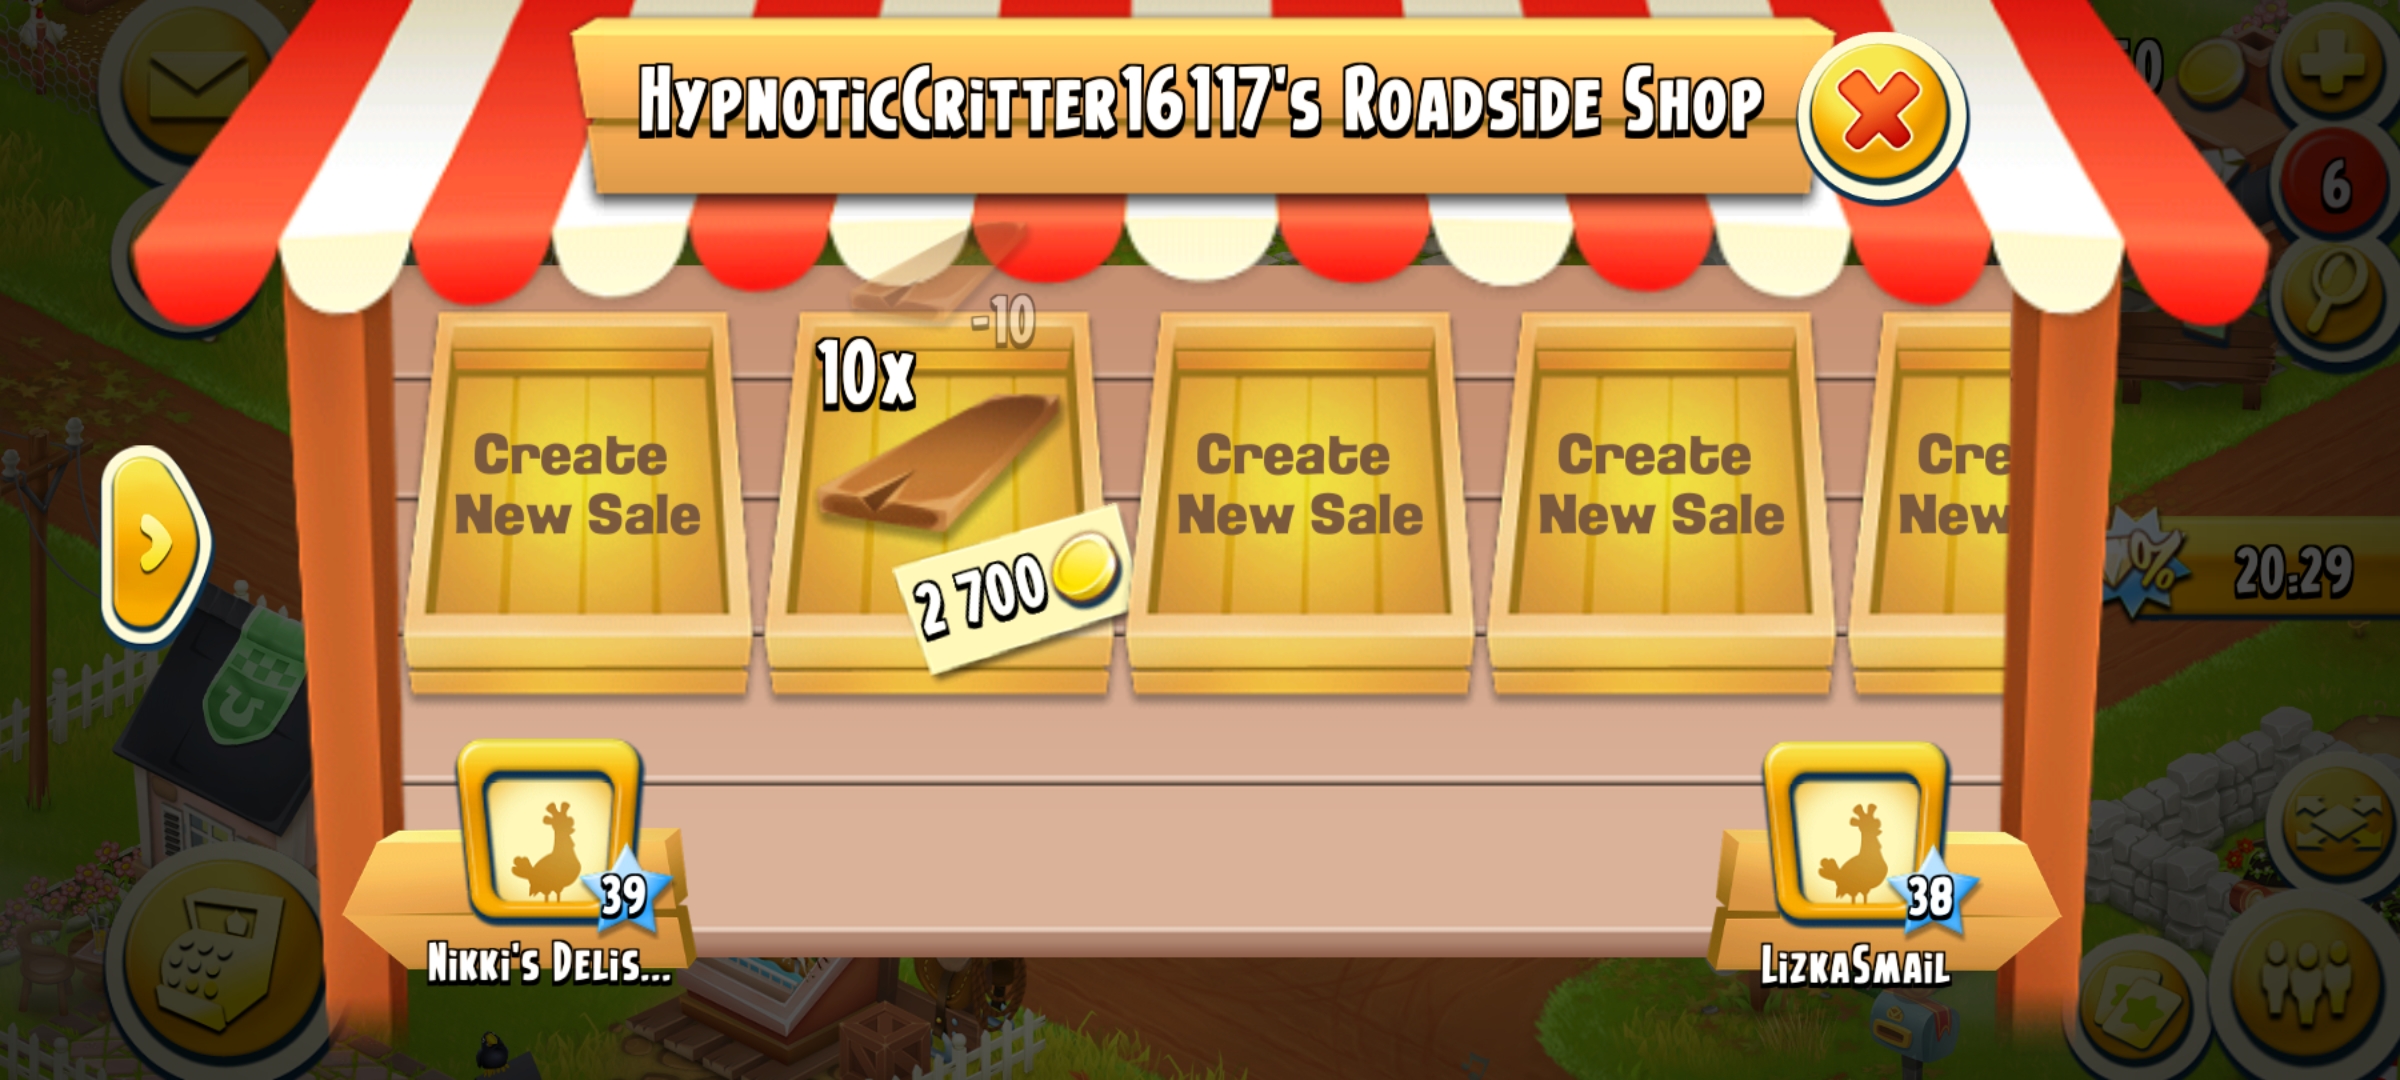 HypnoticCritter16117's Roadside Shop
6
-10
10x
Create
New Sale
2 700
Create
New Sale
Create
New Sale
Cre
New
20:29
39
Nikki's Delis...
38
LizkaSmail